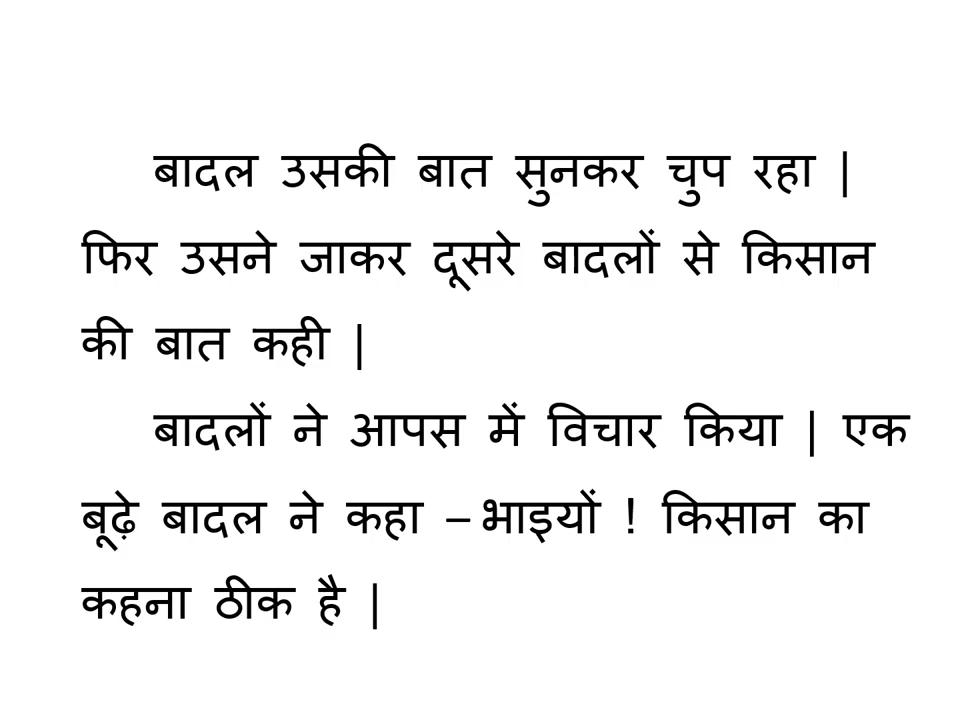 बादल उसकी बात सुनकर चुप रहा |
फिर उसने जाकर दूसरे बादलों से किसान
की बात कही |
बादलों ने आपस में विचार किया | एक
बूढ़े बादल ने कहा – भाइयों ! किसान का
कहना ठीक है |